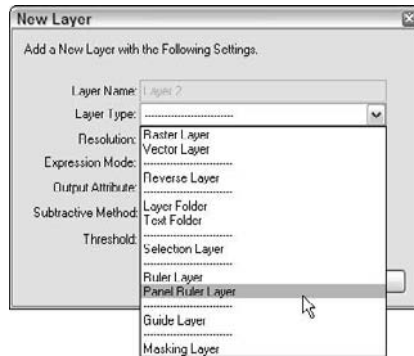 New Layer
Add a New Layer with the Following Settings.
Layer Name: Layer 2
Layer Type: --------------------------
Resolution:
Expression Mode:
Output Attribute:
Subtractive Method:
Threshold:
Raster Layer
Vector Layer
--------------------------
Reverse Layer
--------------------------
Layer Folder
Text Folder
--------------------------
Selection Layer
--------------------------
Ruler Layer
Panel Ruler Layer
--------------------------
Guide Layer
--------------------------
Masking Layer